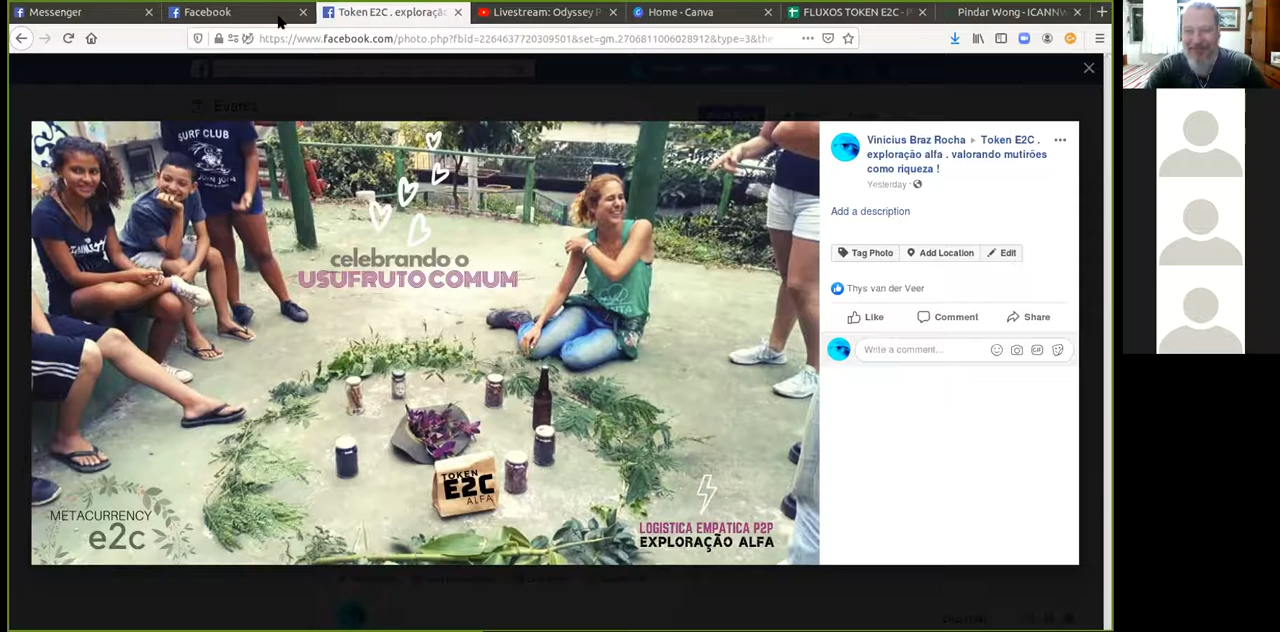 Messenger
Facebook
Token E2C . exploraçã
Livestream: Odyssey P
Home - Canva
FLUXOS TOKEN E2C - 
Pindar Wong - ICANNW
https://www.facebook.com/photo.php?fbid=2264637720309501&set=gm.2706811006028912&type=3&the
Events
SURF CLUB
celebrando o
USUFRUTO COMUM
TOKEN
E2C
ALFA
METACURRENCY
e2c
LOGISTICA EMPATICA P2P
EXPLORAÇÃO ALFA
Vinicius Braz Rocha ▸ Token E2C .
exploração alfa . valorando mutirões
como riqueza !
Yesterday ·
Add a description
Tag Photo
Add Location
Edit
Thys van der Veer
Like
Comment
Share
Write a comment...